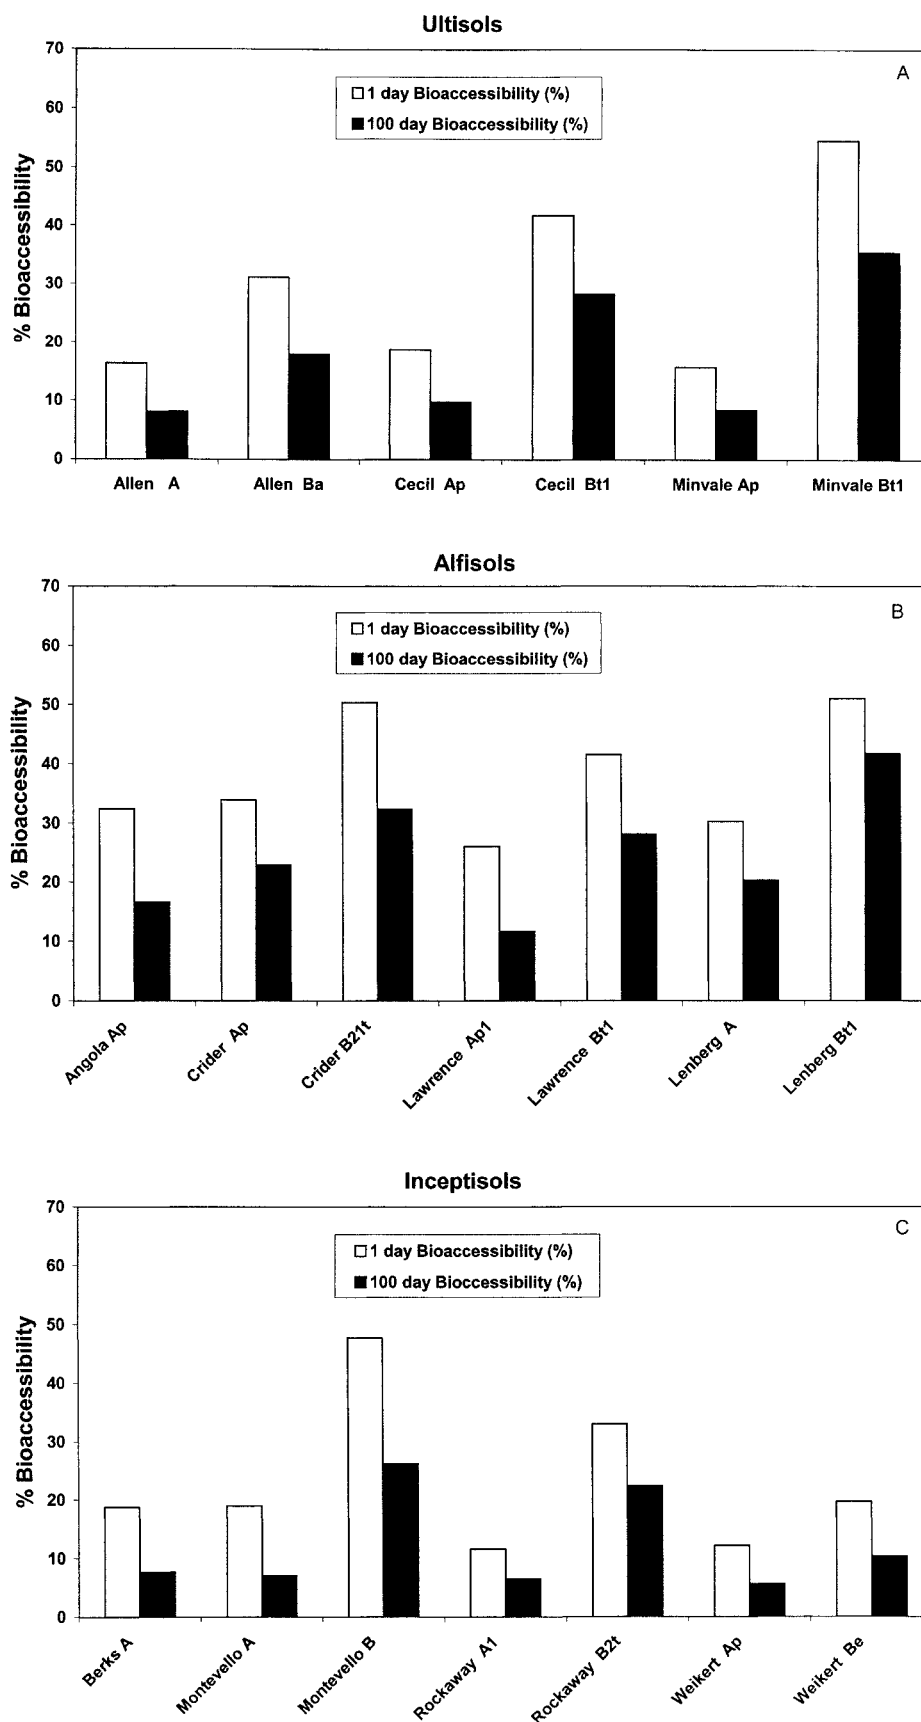 Ultisols
A
70
60
50
40
30
20
10
0
% Bioaccessibility
1 day Bioaccessibility (%)
100 day Bioaccessibility (%)
Allen A Allen Ba Cecil Ap Cecil Bt1 Minvale Ap Minvale Bt1
Alfisols
B
70
60
50
40
30
20
10
0
% Bioaccessibility
1 day Bioaccessibility (%)
100 day Bioaccessibility (%)
Angola Ap
Crider Ap
Crider B21t
Lawrence Ap1
Lawrence Bt1
Lenberg A
Lenberg Bt1
Inceptisols
C
70
60
50
40
30
20
10
0
% Bioaccessibility
1 day Bioaccessibility (%)
100 day Bioccessibility (%)
Berks A
Montevello A
Montevello B
Rockaway A1
Rockaway B2t
Weikert Ap
Weikert Be